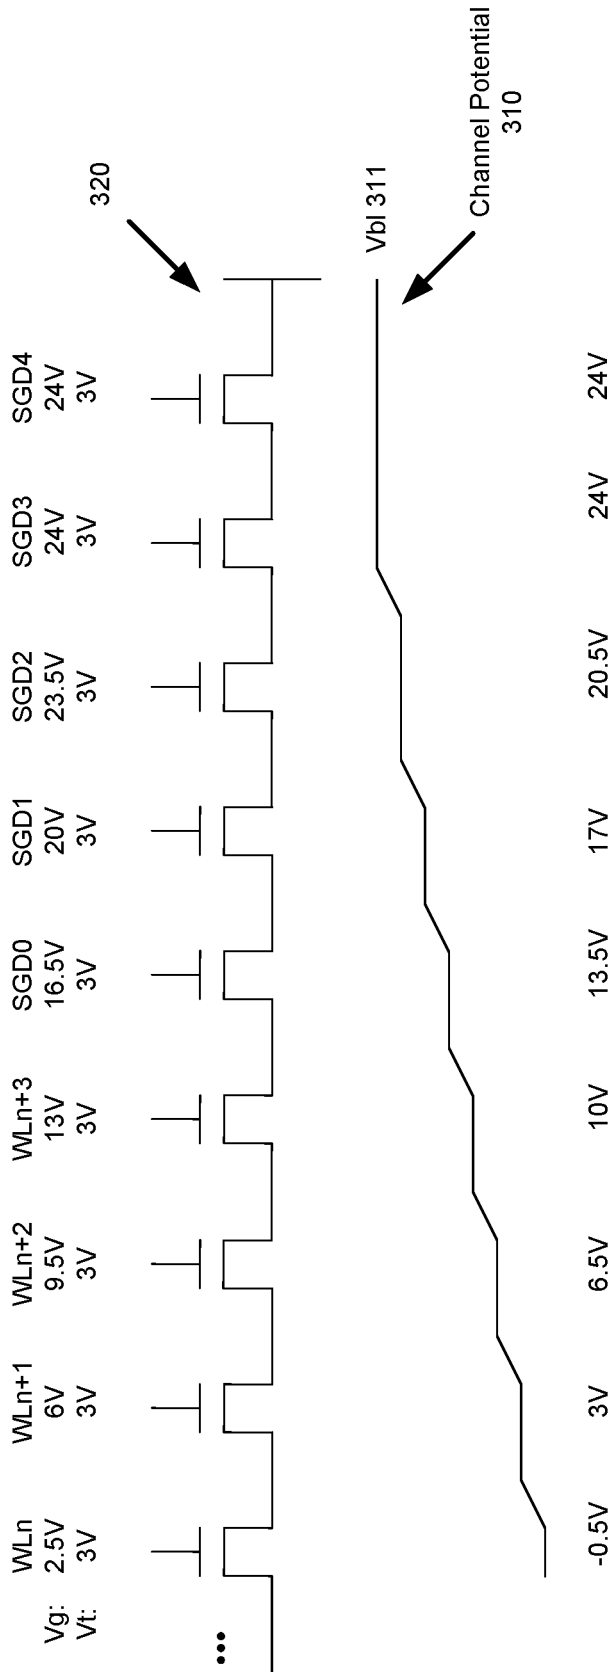 WLn WLn+1 WLn+2 WLn+3 SGD0 SGD1 SGD2 SGD3 SGD4
Vg: 2.5V 6V 9.5V 13V 16.5V 20V 23.5V 24V 24V
Vt: 3V 3V 3V 3V 3V 3V 3V 3V 3V
320
•••
Vbl 311
Channel Potential
310
-0.5V 3V 6.5V 10V 13.5V 17V 20.5V 24V 24V